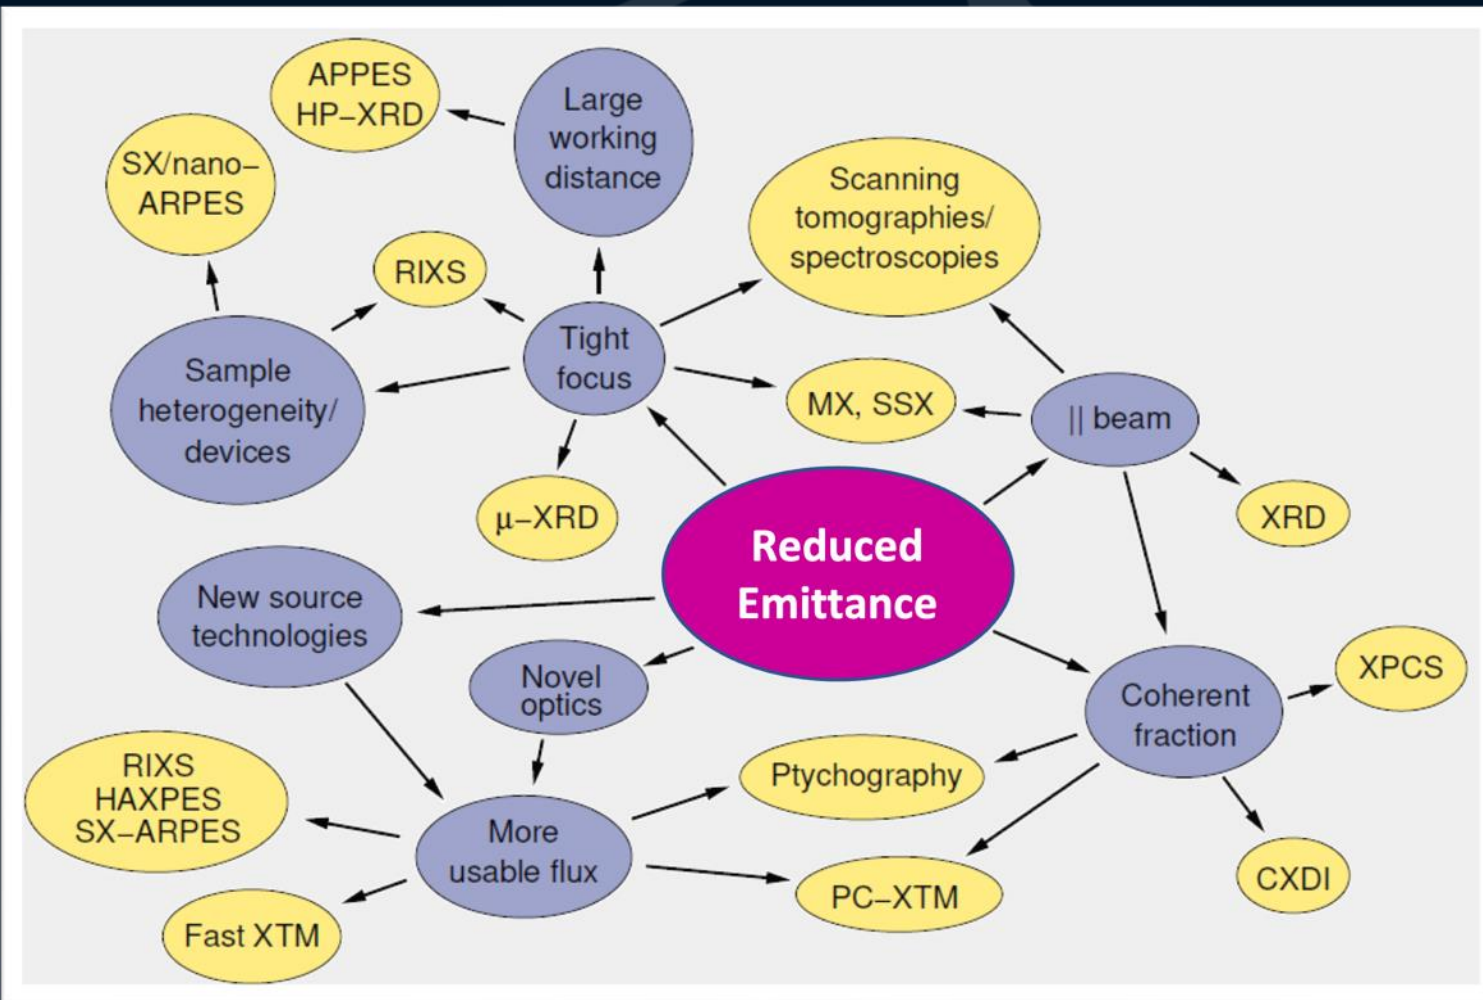 APPES
HP–XRD
Large
working
distance
SX/nano–
ARPES
Scanning
tomographies/
spectroscopies
RIXS
Tight
focus
Sample
heterogeneity/
devices
MX, SSX
|| beam
μ–XRD
XRD
Reduced
Emittance
New source
technologies
Novel
optics
Coherent
fraction
XPCS
RIXS
HAXPES
SX–ARPES
Ptychography
More
usable flux
PC–XTM
CXDI
Fast XTM